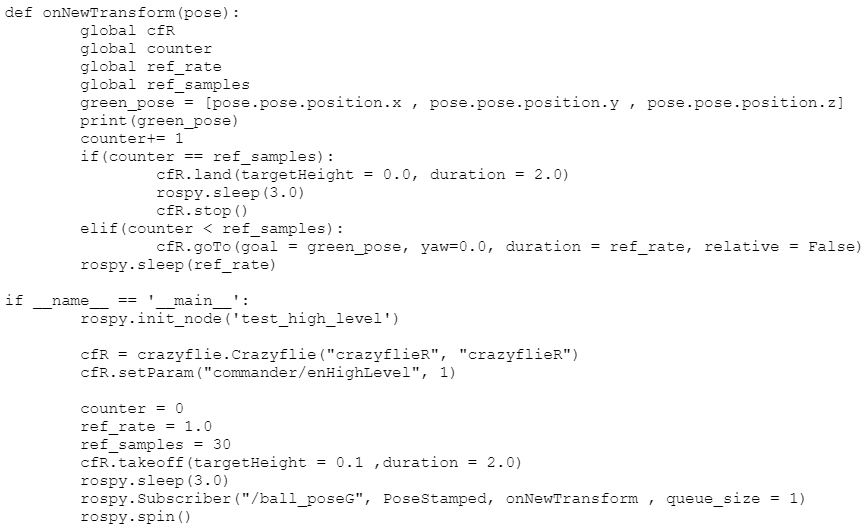 def onNewTransform(pose):
        global cfR
        global counter
        global ref_rate
        global ref_samples
        green_pose = [pose.pose.position.x , pose.pose.position.y , pose.pose.position.z]
        print(green_pose)
        counter+= 1
        if(counter == ref_samples):
                cfR.land(targetHeight = 0.0, duration = 2.0)
                rospy.sleep(3.0)
                cfR.stop()
        elif(counter < ref_samples):
                cfR.goTo(goal = green_pose, yaw=0.0, duration = ref_rate, relative = False)
        rospy.sleep(ref_rate)

if __name__ == '__main__':
        rospy.init_node('test_high_level')

        cfR = crazyflie.Crazyflie("crazyflieR", "crazyflieR")
        cfR.setParam("commander/enHighLevel", 1)

        counter = 0
        ref_rate = 1.0
        ref_samples = 30
        cfR.takeoff(targetHeight = 0.1 ,duration = 2.0)
        rospy.sleep(3.0)
        rospy.Subscriber("/ball_poseG", PoseStamped, onNewTransform , queue_size = 1)
        rospy.spin()